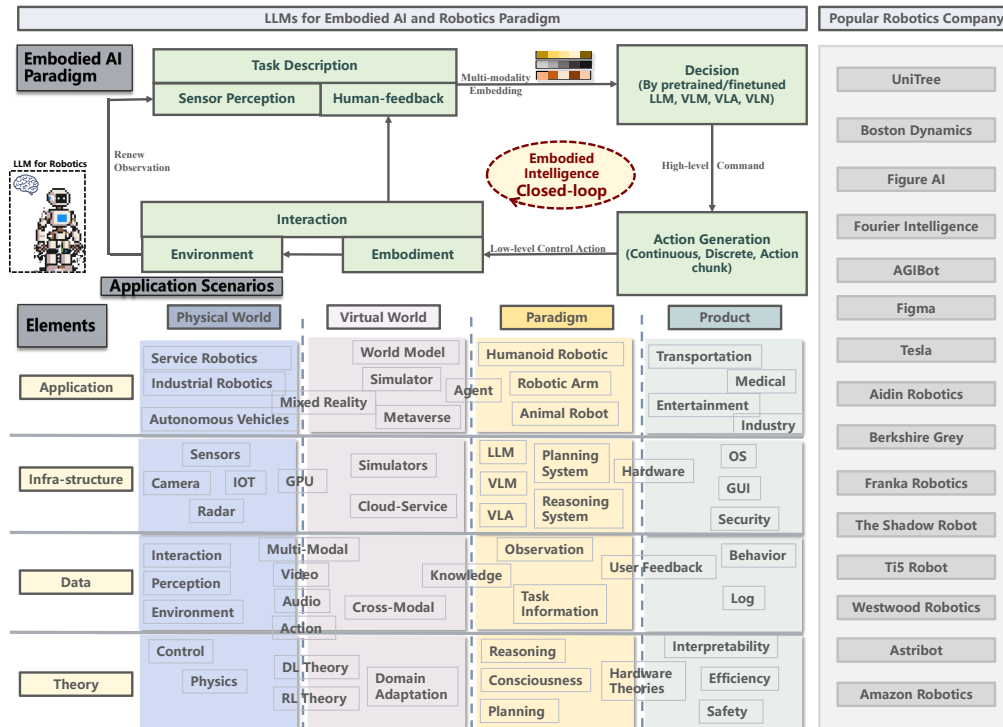 LLMs for Embodied AI and Robotics Paradigm
Popular Robotics Company
Embodied AI
Paradigm
Task Description
Sensor Perception
Human-feedback
Multi-modality
Embedding
Decision
(By pretrained/finetuned
LLM, VLM, VLA, VLN)
Renew
Observation
LLM for Robotics
Embodied
Intelligence
Closed-loop
High-level
Command
Interaction
Environment
Embodiment
Low-level Control Action
Action Generation
(Continuous, Discrete, Action
chunk)
Application Scenarios
Elements
Physical World
Virtual World
Paradigm
Product
Application
Service Robotics
Industrial Robotics
Autonomous Vehicles
Mixed Reality
World Model
Simulator
Metaverse
Agent
Humanoid Robotic
Robotic Arm
Animal Robot
Transportation
Medical
Entertainment
Industry
Infra-structure
Sensors
Camera
IOT
GPU
Radar
Simulators
Cloud-Service
LLM
VLM
VLA
Planning
System
Reasoning
System
Hardware
OS
GUI
Security
Data
Interaction
Perception
Environment
Multi-Modal
Video
Audio
Action
Cross-Modal
Knowledge
Observation
Task
Information
User Feedback
Behavior
Log
Theory
Control
Physics
DL Theory
RL Theory
Domain
Adaptation
Reasoning
Consciousness
Planning
Hardware
Theories
Interpretability
Efficiency
Safety
UniTree
Boston Dynamics
Figure AI
Fourier Intelligence
AGIBot
Figma
Tesla
Aidin Robotics
Berkshire Grey
Franka Robotics
The Shadow Robot
Ti5 Robot
Westwood Robotics
Astribot
Amazon Robotics